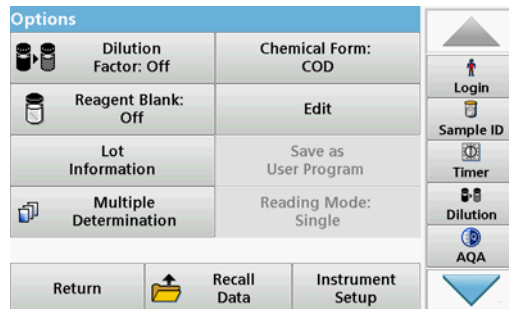 Options
Dilution
Factor: Off
Chemical Form:
COD
Reagent Blank:
Off
Edit
Lot
Information
Save as
User Program
Multiple
Determination
Reading Mode:
Single
Return
Recall
Data
Instrument
Setup
Login
Sample ID
Timer
Dilution
AQA